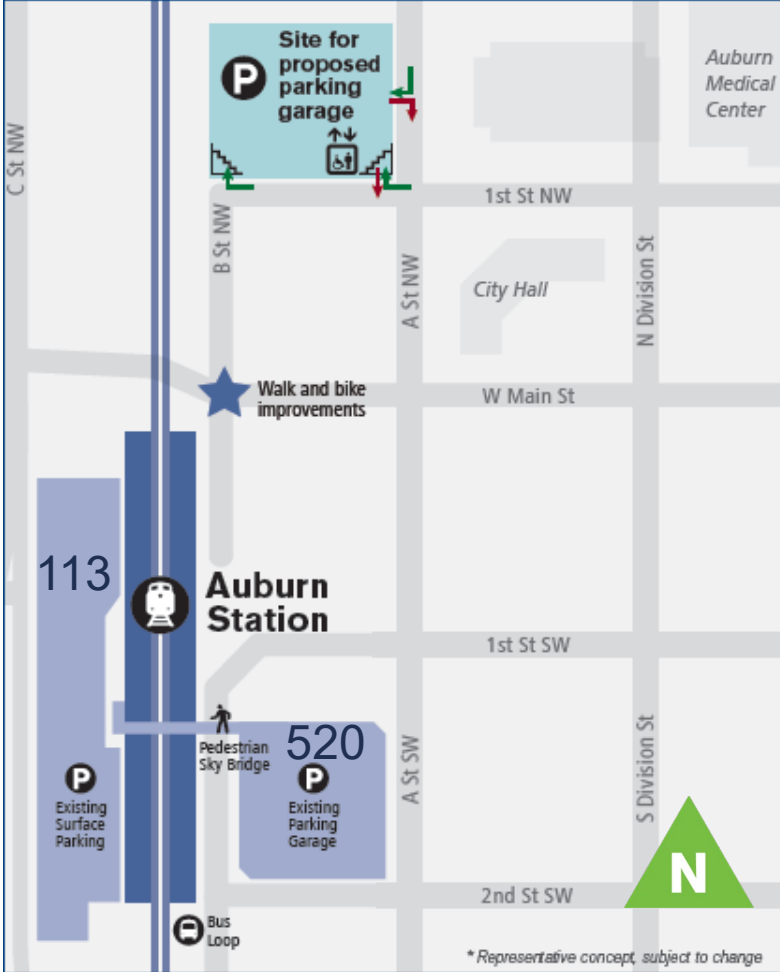 P
Site for
proposed
parking
garage
Auburn
Medical
Center
C St NW
1st St NW
B St NW
A St NW
City Hall
N Division St
Walk and bike
improvements
W Main St
113
Auburn
Station
1st St SW
Pedestrian
Sky Bridge
520
A St SW
S Division St
P
Existing
Surface
Parking
P
Existing
Parking
Garage
N
2nd St SW
Bus
Loop
* Representative concept, subject to change